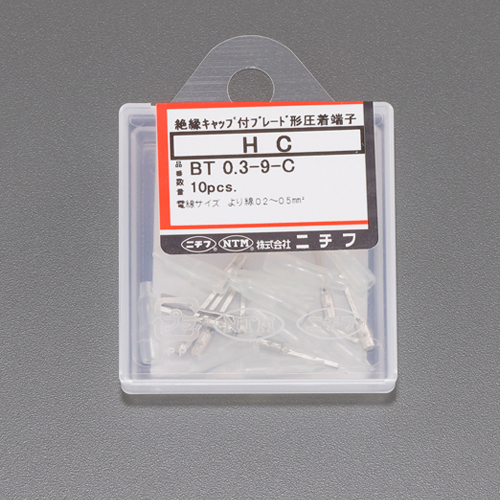 絶縁キャップ付ブレード形圧着端子
H C
品番 BT 0.3-9-C
数量 10pcs.
電線サイズ より線0.2～0.5mm²
ニチフ® NTM® 株式会社 ニチフ
NTM